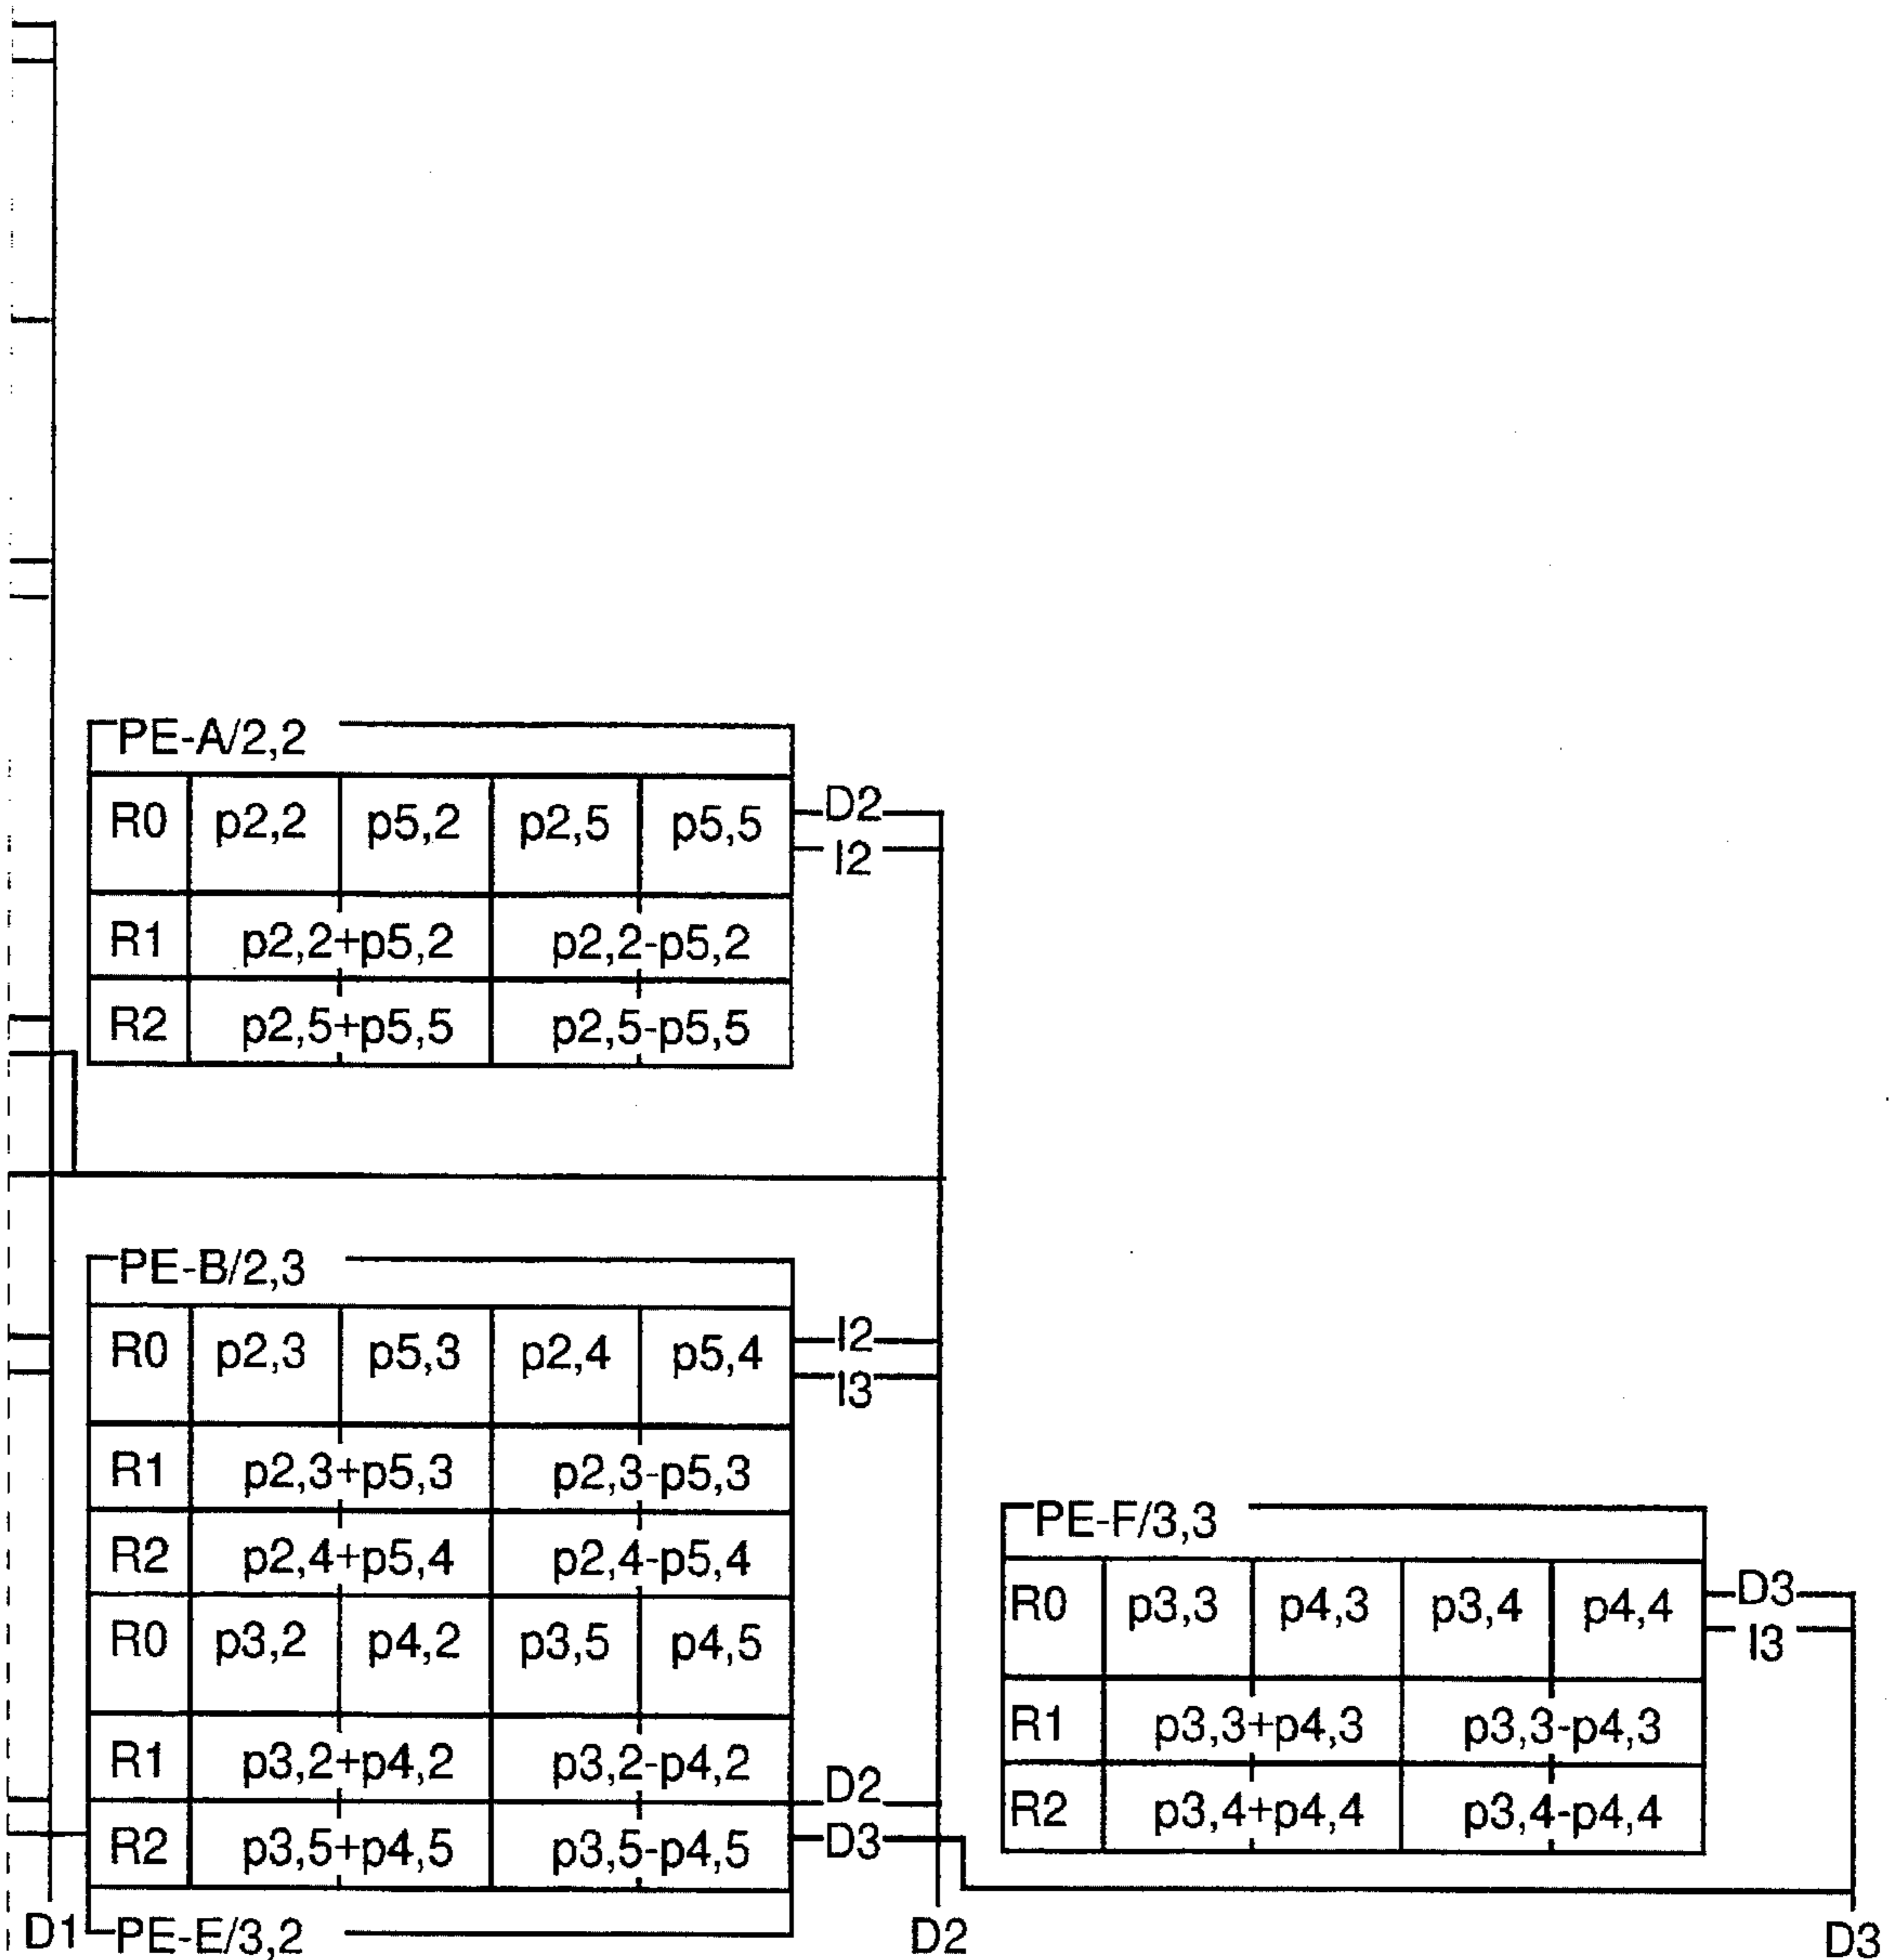 PE-A/2,2
R0 p2,2 p5,2 p2,5 p5,5 D2
I2
R1 p2,2+p5,2 p2,2-p5,2
R2 p2,5+p5,5 p2,5-p5,5
PE-B/2,3
R0 p2,3 p5,3 p2,4 p5,4 I2
I3
R1 p2,3+p5,3 p2,3-p5,3
R2 p2,4+p5,4 p2,4-p5,4
R0 p3,2 p4,2 p3,5 p4,5
R1 p3,2+p4,2 p3,2-p4,2 D2
R2 p3,5+p4,5 p3,5-p4,5 D3
PE-E/3,2
PE-F/3,3
R0 p3,3 p4,3 p3,4 p4,4 D3
I3
R1 p3,3+p4,3 p3,3-p4,3
R2 p3,4+p4,4 p3,4-p4,4
D1 D2 D3